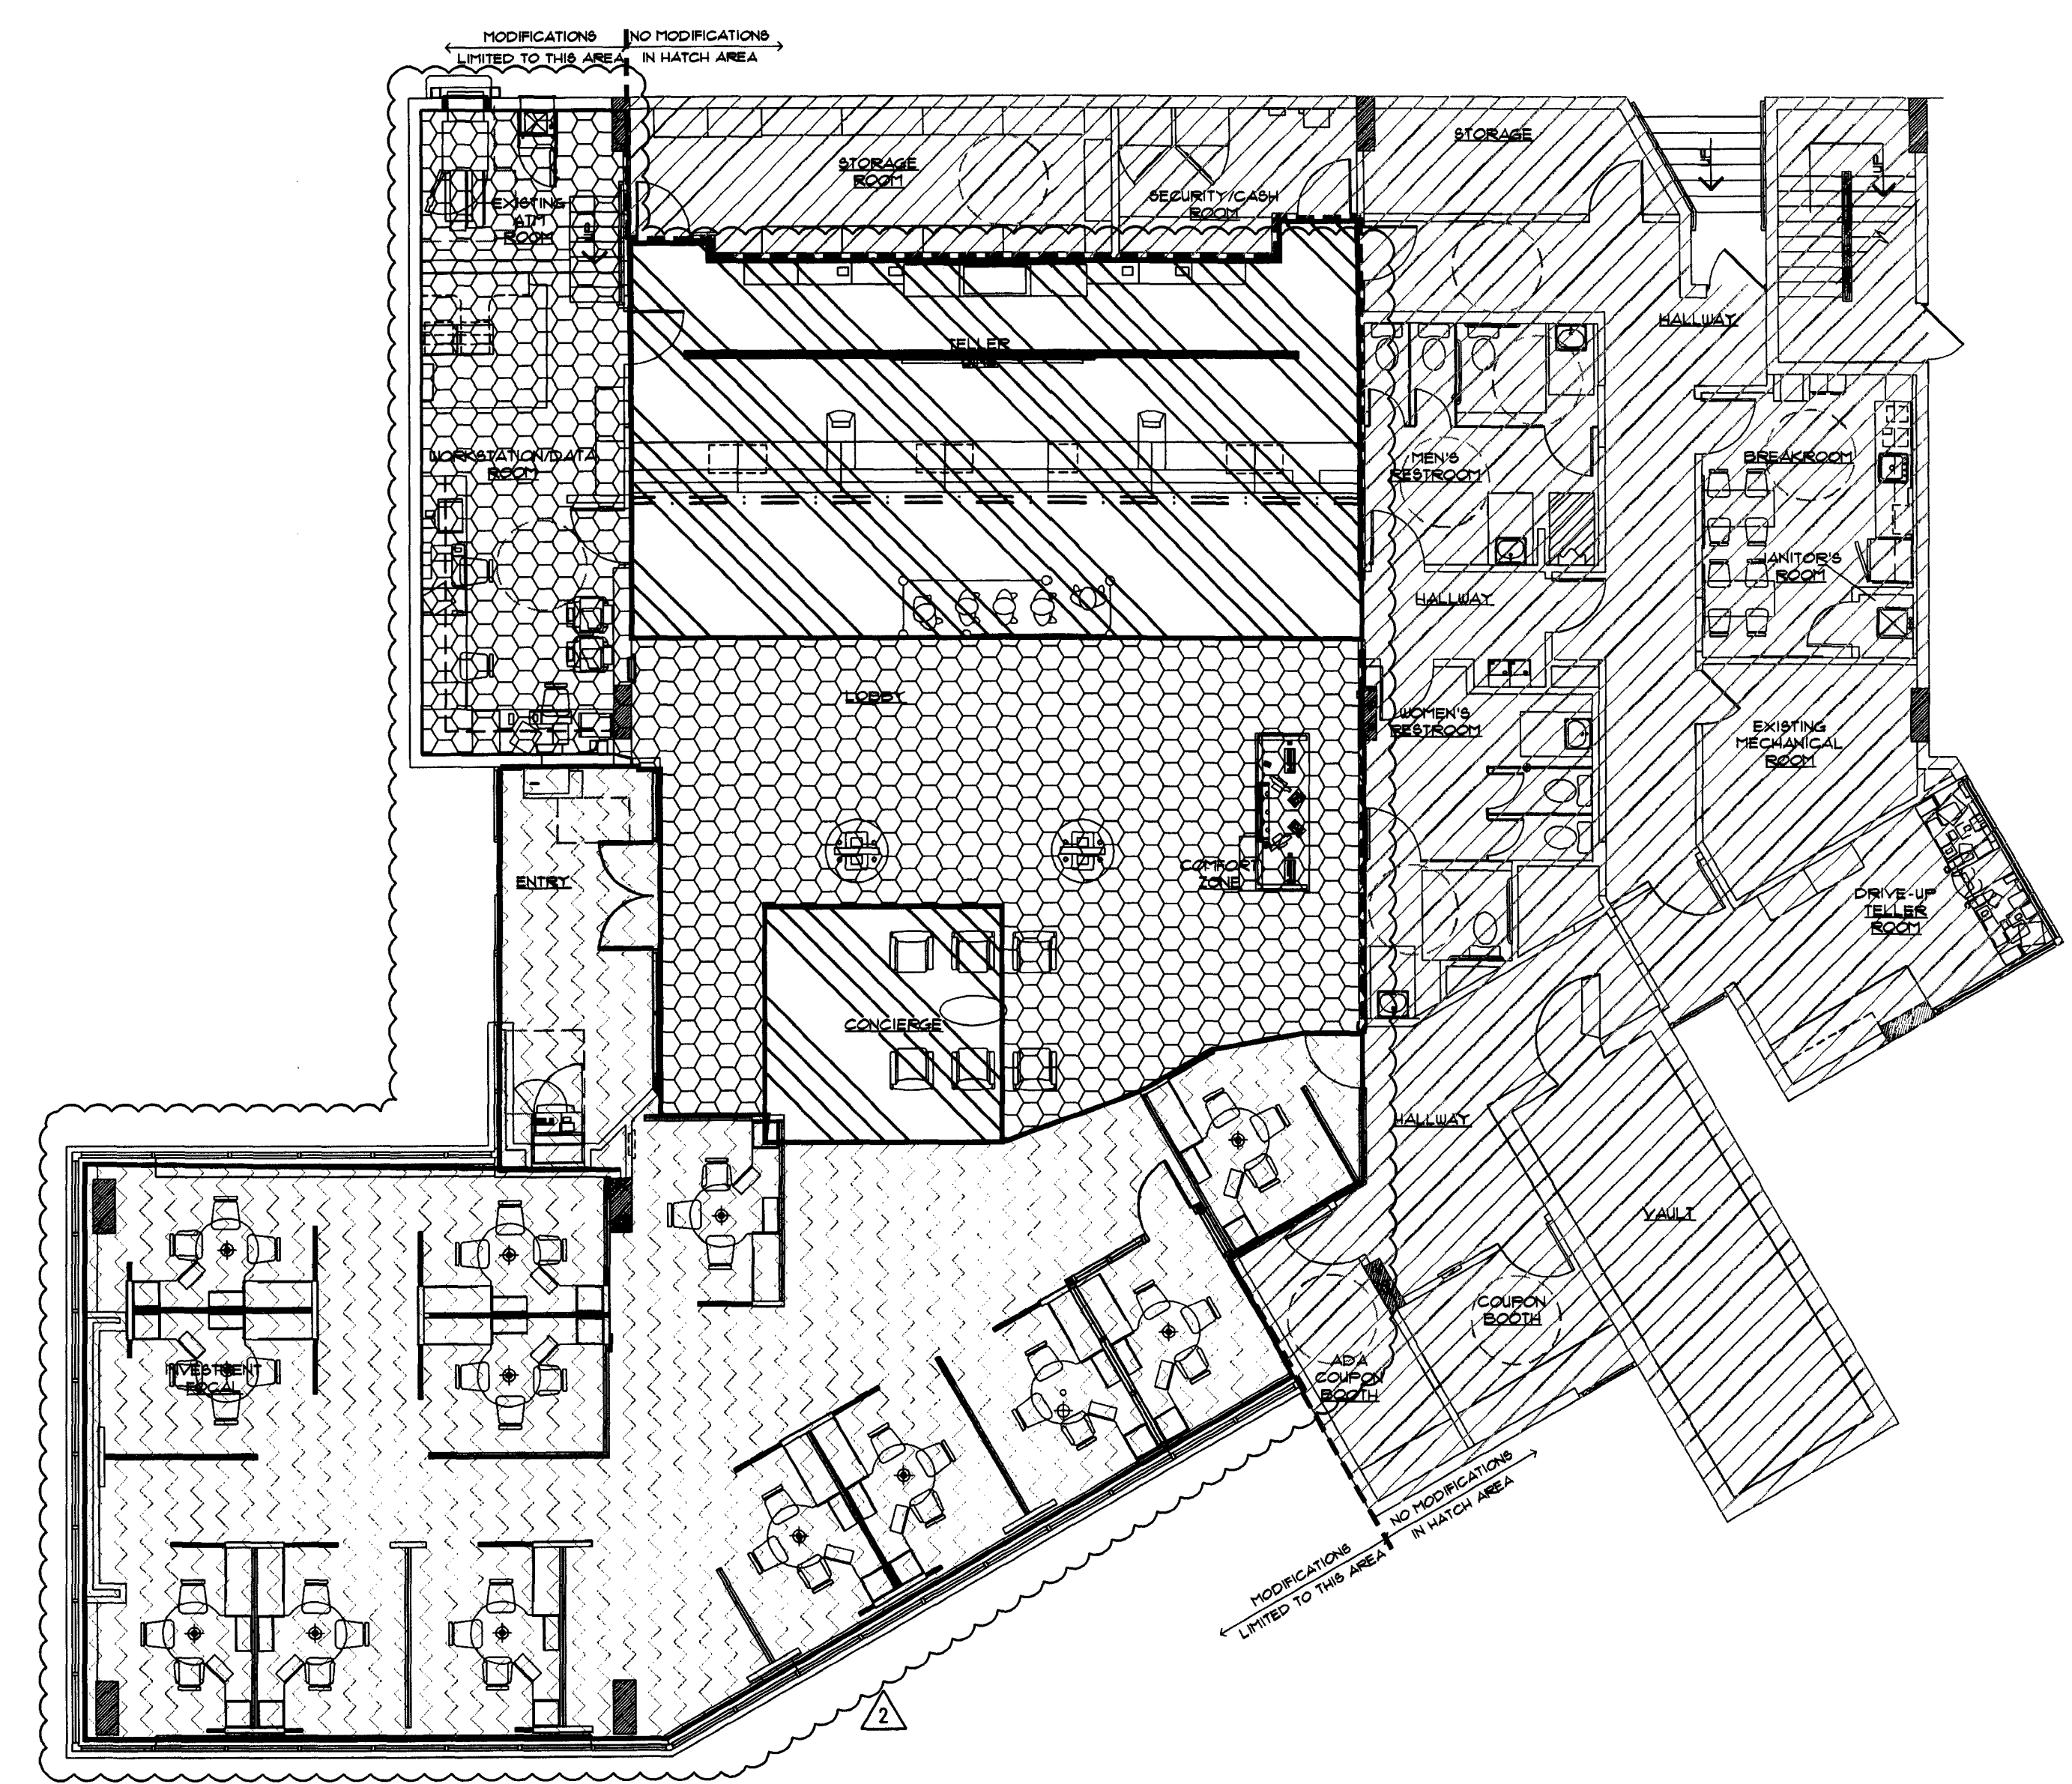 MODIFICATIONS
LIMITED TO THIS AREA
NO MODIFICATIONS
IN HATCH AREA
STORAGE
ROOM
SECURITY/CASH
ROOM
STORAGE
UP
UP
EXISTING
ATM
ROOM
UP
HALLWAY
TELLER
WORKSTATION/DATA
ROOM
MEN'S
RESTROOM
BREAKROOM
JANITOR'S
ROOM
HALLWAY
LOBBY
WOMEN'S
RESTROOM
EXISTING
MECHANICAL
ROOM
COMFORT
ZONE
ENTRY
DRIVE-UP
TELLER
ROOM
CONCIERGE
HALLWAY
VAULT
COUPON
BOOTH
ADA
COUPON
BOOTH
INVESTMENT
FOCAL
NO MODIFICATIONS
IN HATCH AREA
MODIFICATIONS
LIMITED TO THIS AREA
2